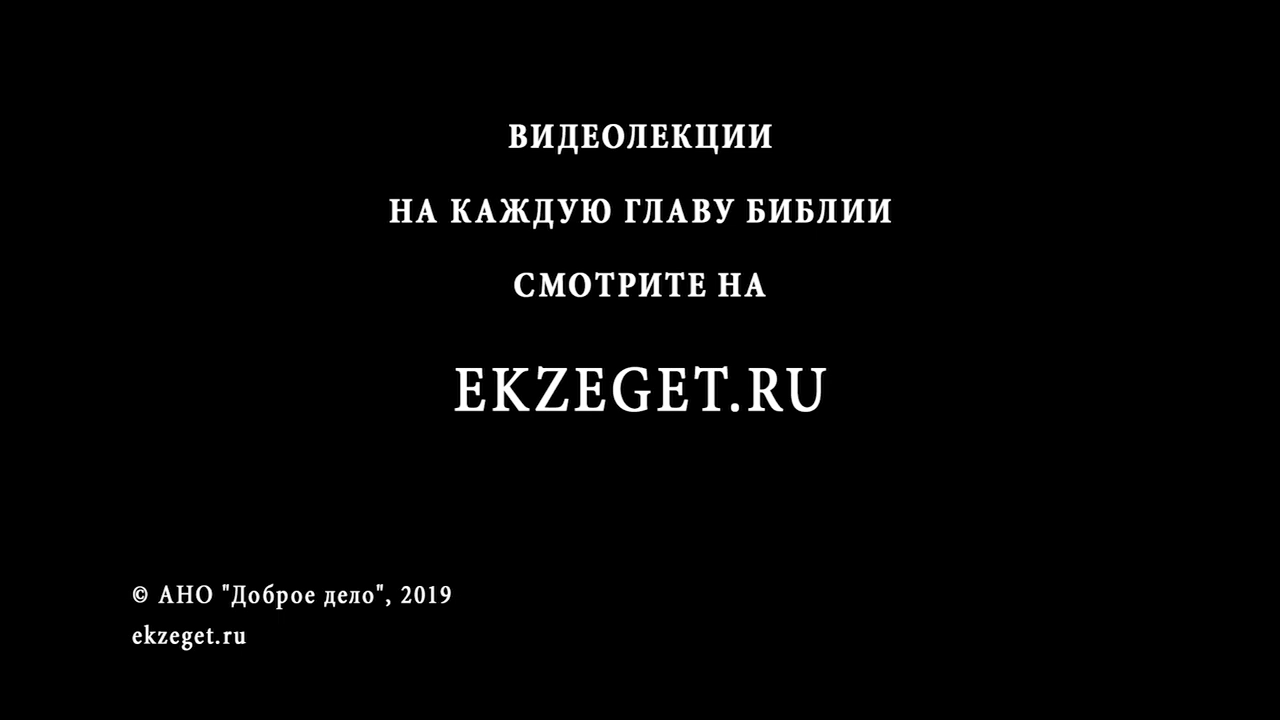 ВИДЕОЛЕКЦИИ
НА КАЖДУЮ ГЛАВУ БИБЛИИ
СМОТРИТЕ НА
EKZEGET.RU
© АНО "Доброе дело", 2019
ekzeget.ru